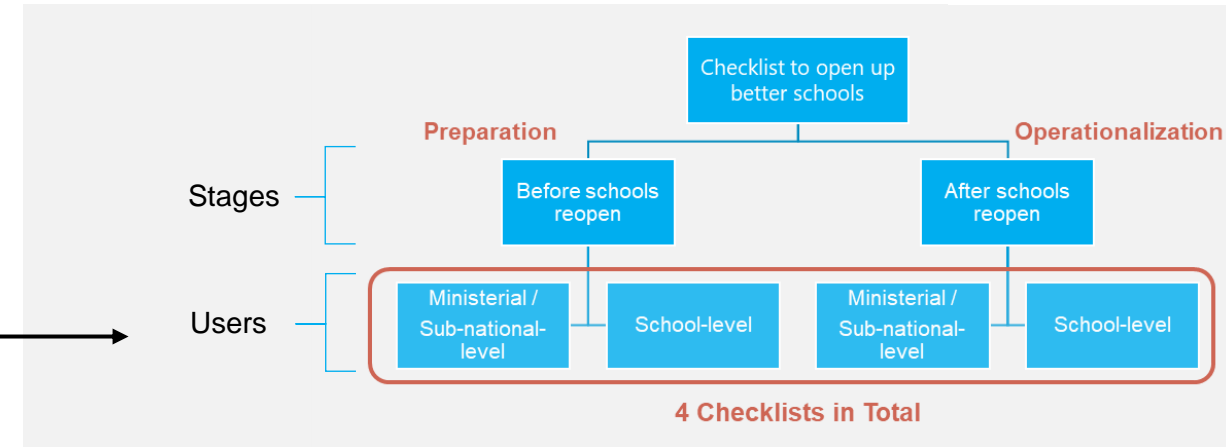 Checklist to open up
better schools
Preparation
Operationalization
Stages
Before schools
reopen
After schools
reopen
Users
Ministerial /
Sub-national-
level
School-level
Ministerial /
Sub-national-
level
School-level
4 Checklists in Total